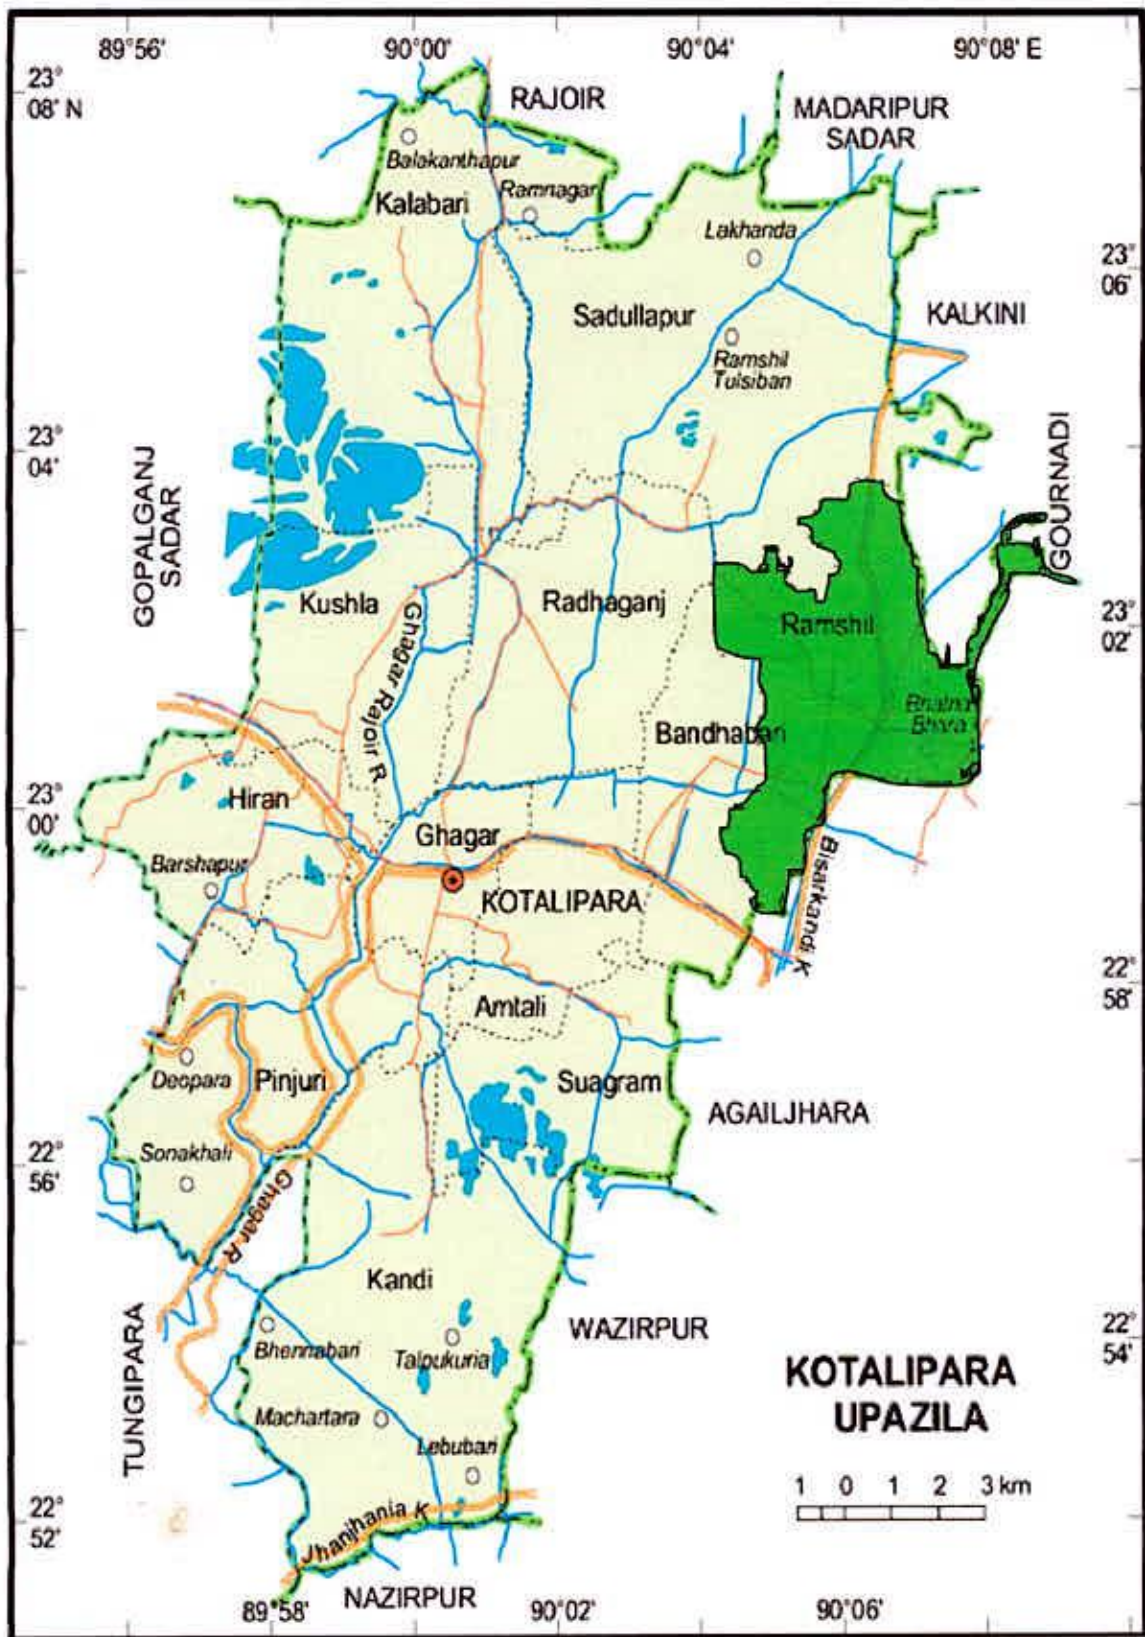 89°56' 90°00' 90°04' 90°08' E
23°
08' N
RAJOIR
MADARIPUR
SADAR
Balakanthapur
Kalabari
Ramnagar
Lakhanda
23°
06'
Sadullapur
KALKINI
Ramshil
Tulsiban
23°
04'
GOPALGANJ
SADAR
GOURNADI
Kushla
Radhaganj
Ramshil
23°
02'
Ghagar Rajoir R
Bandhabari
Hiran
23°
00'
Ghagar
Barshapur
KOTALIPARA
Bisarkandi K
22°
58'
Amtali
Deopara
Pinjuri
Suagram
AGAILJHARA
Sonakhali
22°
56'
Ghagar R
Kandi
TUNGIPARA
Bhennabari
Talpukuria
WAZIRPUR
22°
54'
KOTALIPARA
UPAZILA
Machartara
Lebubari
1 0 1 2 3 km
22°
52'
Jhanjhania K
NAZIRPUR
89°58' 90°02' 90°06'